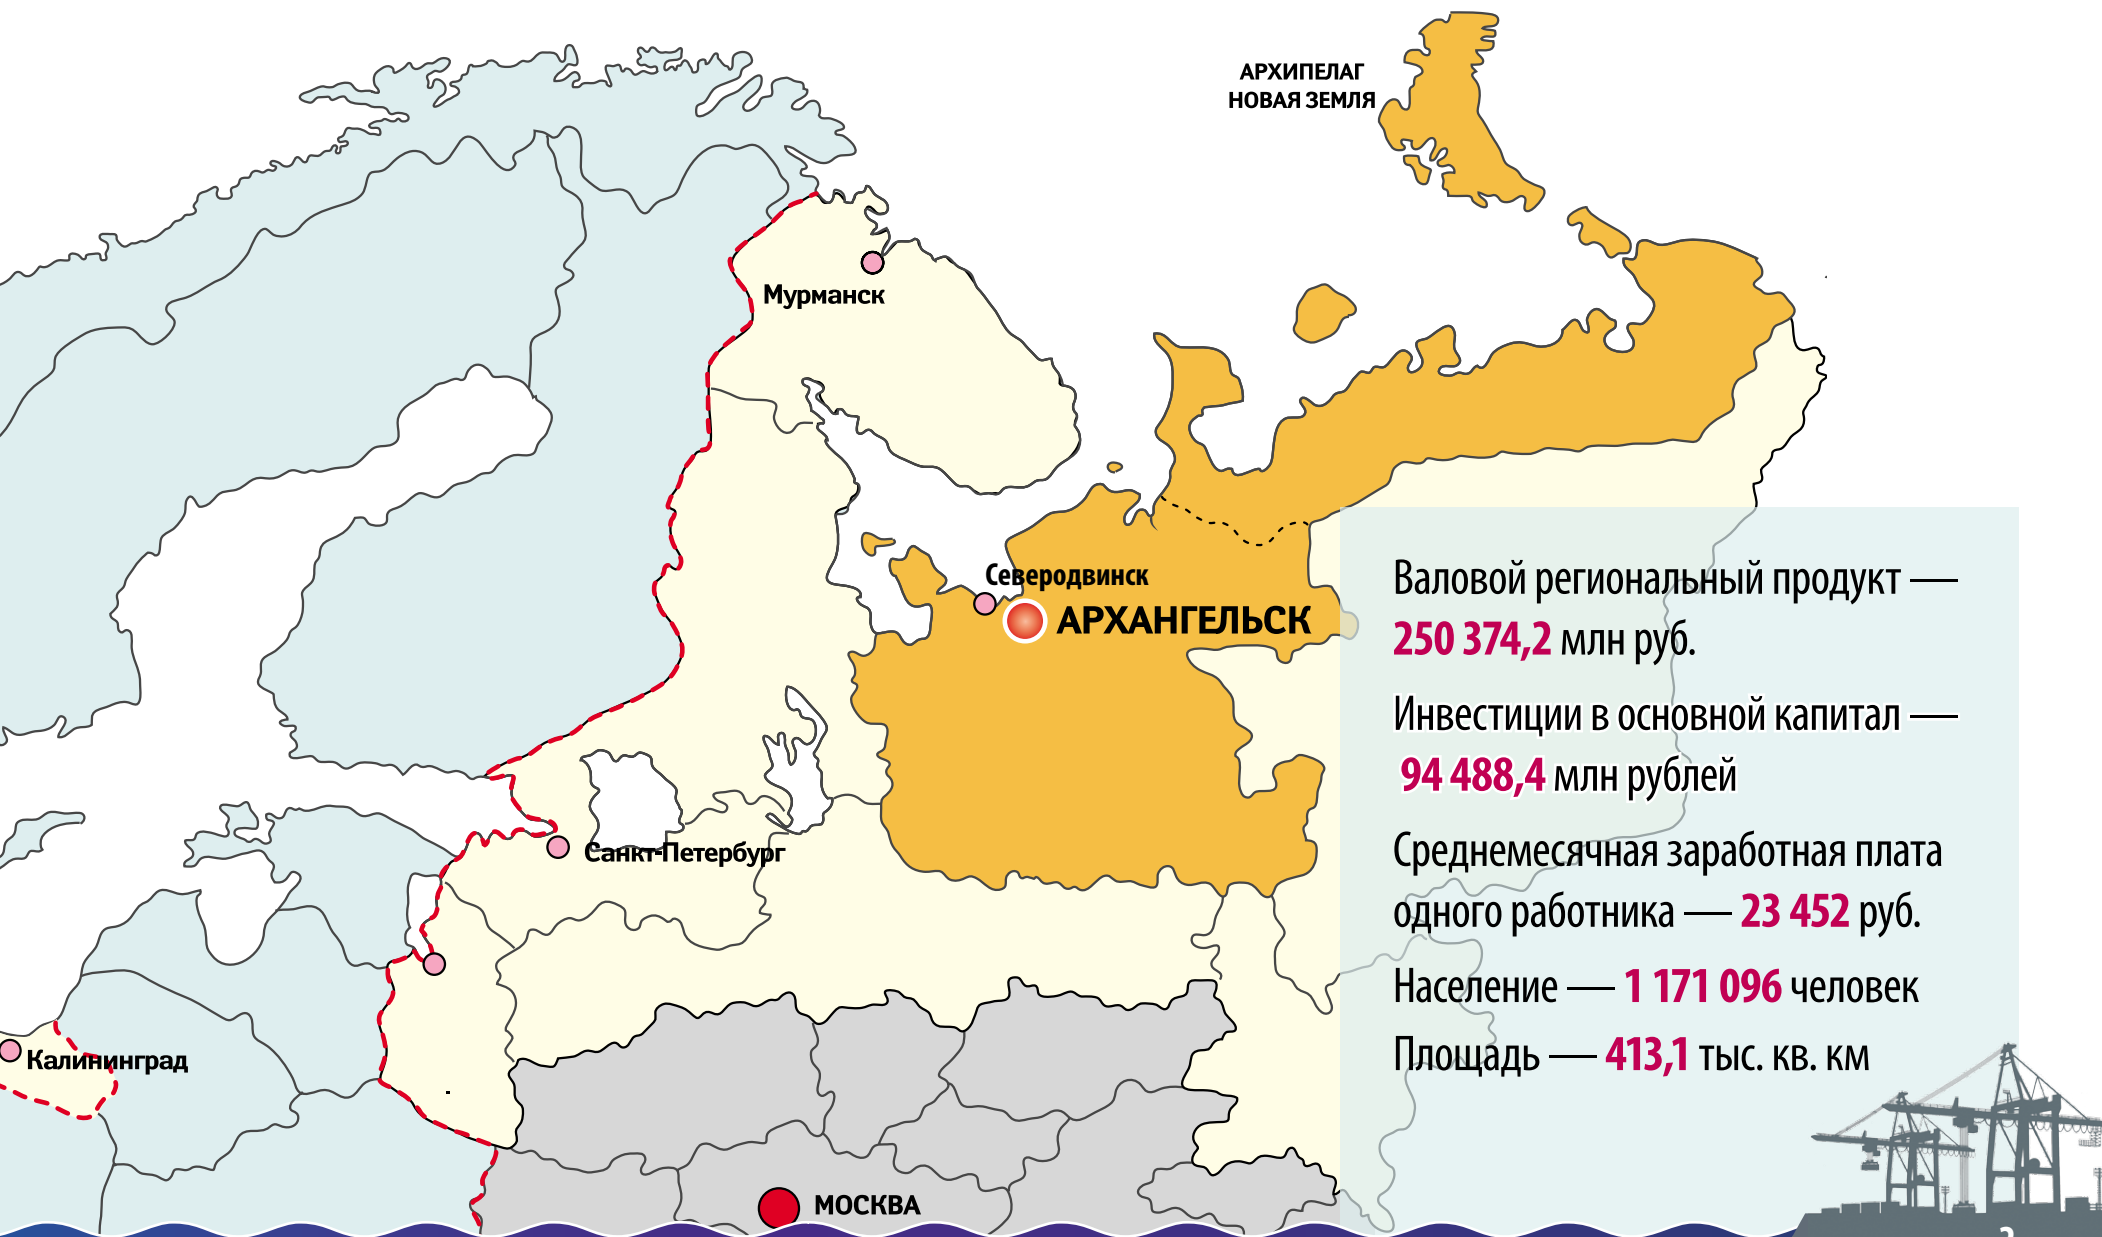 АРХИПЕЛАГ
НОВАЯ ЗЕМЛЯ
Мурманск
Северодвинск
АРХАНГЕЛЬСК
Санкт-Петербург
Калининград
МОСКВА
Валовой региональный продукт —
250 374,2 млн руб.
Инвестиции в основной капитал —
94 488,4 млн рублей
Среднемесячная заработная плата
одного работника — 23 452 руб.
Население — 1 171 096 человек
Площадь — 413,1 тыс. кв. км